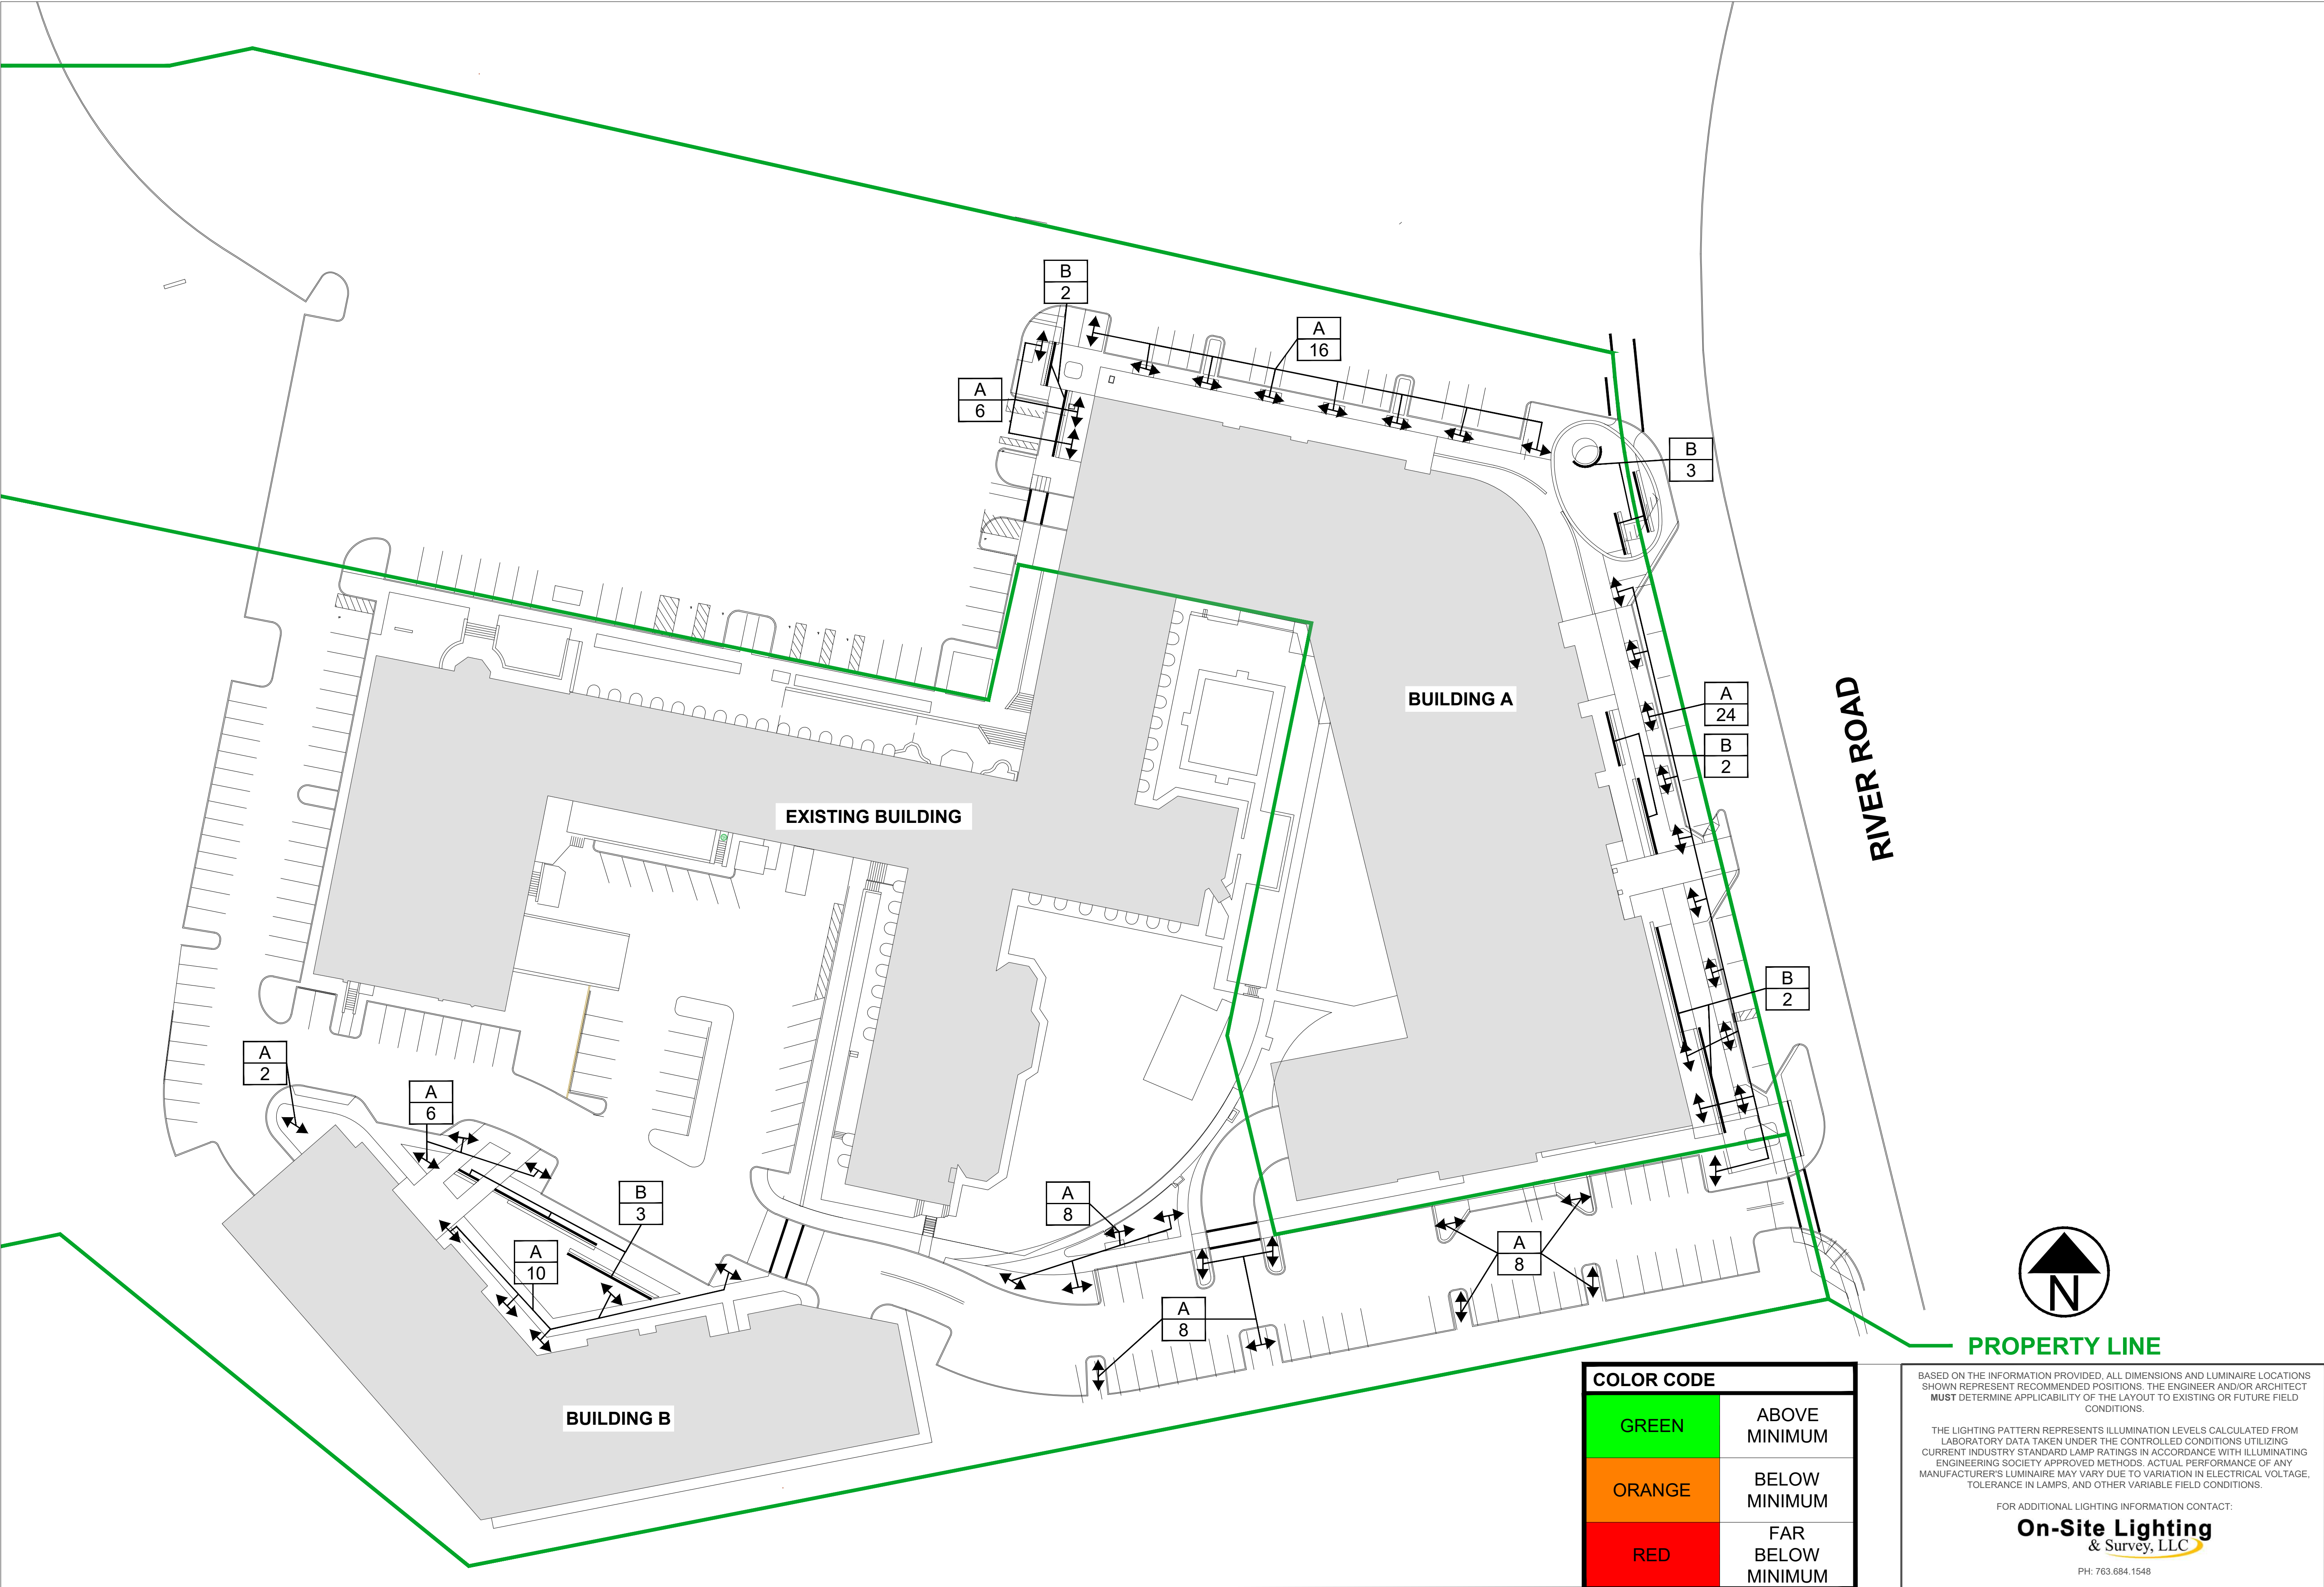 B
2
A
16
A
6
B
3
A
24
B
2
BUILDING A
RIVER ROAD
EXISTING BUILDING
B
2
A
2
A
6
B
3
A
8
A
8
A
10
A
8
N
PROPERTY LINE
BUILDING B
COLOR CODE
GREEN
ABOVE
MINIMUM
ORANGE
BELOW
MINIMUM
RED
FAR
BELOW
MINIMUM
BASED ON THE INFORMATION PROVIDED, ALL DIMENSIONS AND LUMINAIRE LOCATIONS
SHOWN REPRESENT RECOMMENDED POSITIONS. THE ENGINEER AND/OR ARCHITECT
MUST DETERMINE APPLICABILITY OF THE LAYOUT TO EXISTING OR FUTURE FIELD
CONDITIONS.
THE LIGHTING PATTERN REPRESENTS ILLUMINATION LEVELS CALCULATED FROM
LABORATORY DATA TAKEN UNDER THE CONTROLLED CONDITIONS UTILIZING
CURRENT INDUSTRY STANDARD LAMP RATINGS IN ACCORDANCE WITH ILLUMINATING
ENGINEERING SOCIETY APPROVED METHODS. ACTUAL PERFORMANCE OF ANY
MANUFACTURER'S LUMINAIRE MAY VARY DUE TO VARIATION IN ELECTRICAL VOLTAGE,
TOLERANCE IN LAMPS, AND OTHER VARIABLE FIELD CONDITIONS.
FOR ADDITIONAL LIGHTING INFORMATION CONTACT:
On-Site Lighting
& Survey, LLC
PH: 763.684.1548